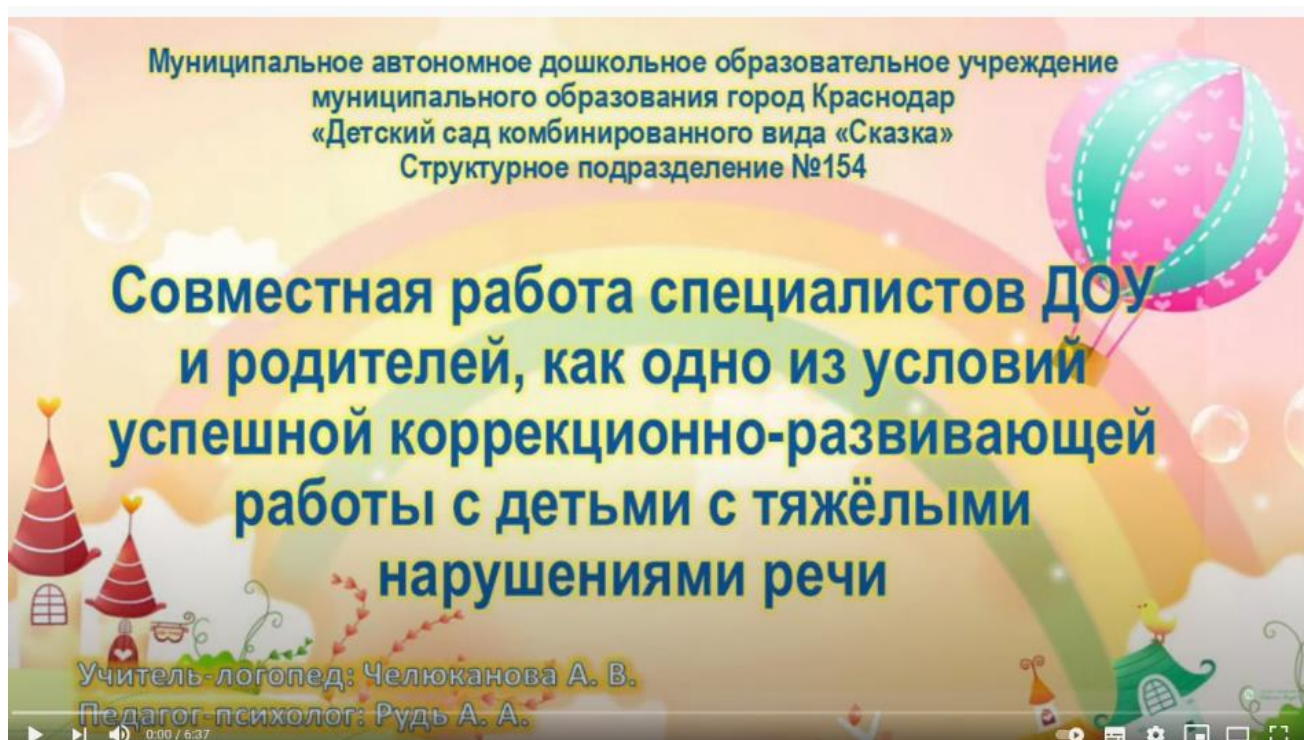 Муниципальное автономное дошкольное образовательное учреждение
муниципального образования город Краснодар
«Детский сад комбинированного вида «Сказка»
Структурное подразделение №154
Совместная работа специалистов ДОУ
и родителей, как одно из условий
успешной коррекционно-развивающей
работы с детьми с тяжёлыми
нарушениями речи
Учитель-логопед: Челюканова А. В.
Педагог-психолог: Рудь А. А.
0:00 / 6:37